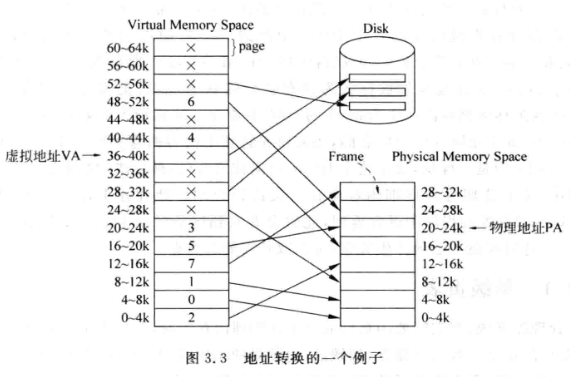 Virtual Memory Space
60~64k × } page
56~60k ×
52~56k ×
48~52k 6
44~48k ×
40~44k 4
虚拟地址VA 36~40k ×
32~36k ×
28~32k ×
24~28k ×
20~24k 3
16~20k 5
12~16k 7
8~12k 1
4~8k 0
0~4k 2
Disk
Frame Physical Memory Space
28~32k
24~28k
20~24k 物理地址PA
16~20k
12~16k
8~12k
4~8k
0~4k
图 3.3 地址转换的一个例子